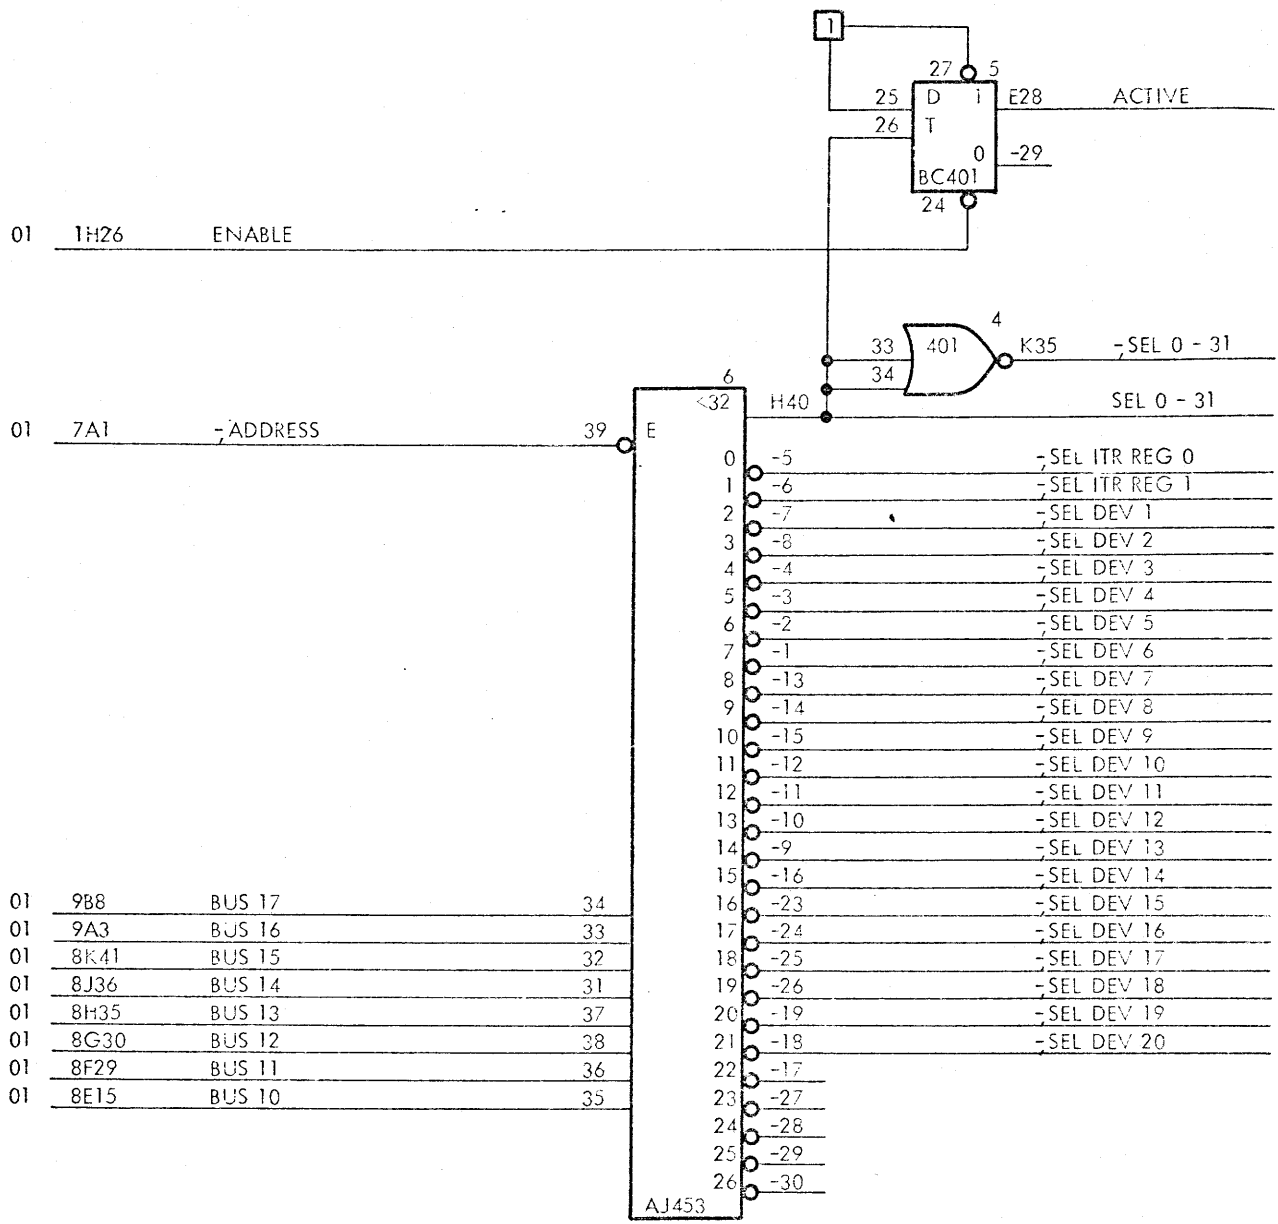 1
27 5
25 D 1 E28 ACTIVE
26 T
0 -29
BC401
24
01 1H26 ENABLE
4
33 401 K35 -,SEL 0 - 31
34
6
<32 H40 SEL 0 - 31
01 7A1 -,ADDRESS 39 E
0 -5 -,SEL ITR REG 0
1 -6 -,SEL ITR REG 1
2 -7 -,SEL DEV 1
3 -8 -,SEL DEV 2
4 -4 -,SEL DEV 3
5 -3 -,SEL DEV 4
6 -2 -,SEL DEV 5
7 -1 -,SEL DEV 6
8 -13 -,SEL DEV 7
9 -14 -,SEL DEV 8
10 -15 -,SEL DEV 9
11 -12 -,SEL DEV 10
12 -11 -,SEL DEV 11
13 -10 -,SEL DEV 12
14 -9 -,SEL DEV 13
15 -16 -,SEL DEV 14
01 9B8 BUS 17 34 16 -23 -,SEL DEV 15
01 9A3 BUS 16 33 17 -24 -,SEL DEV 16
01 8K41 BUS 15 32 18 -25 -,SEL DEV 17
01 8J36 BUS 14 31 19 -26 -,SEL DEV 18
01 8H35 BUS 13 37 20 -19 -,SEL DEV 19
01 8G30 BUS 12 38 21 -18 -,SEL DEV 20
01 8F29 BUS 11 36 22 -17
01 8E15 BUS 10 35 23 -27
24 -28
25 -29
26 -30
AJ453